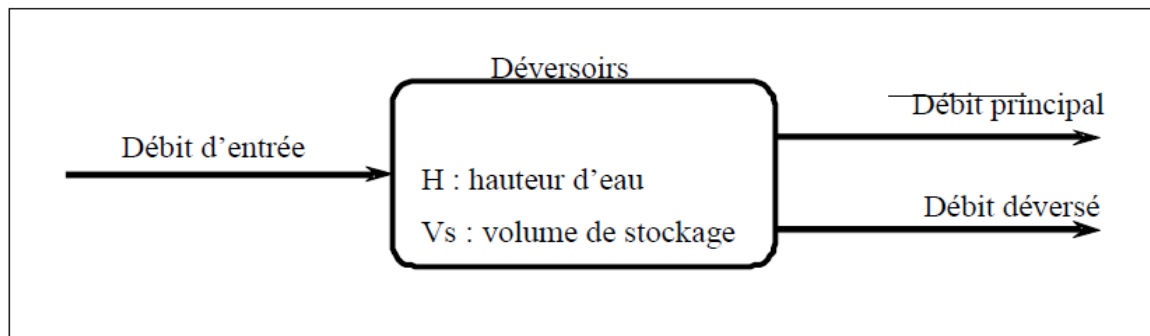 Déversoirs
Débit d'entrée
H : hauteur d'eau
Vs : volume de stockage
Débit principal
Débit déversé